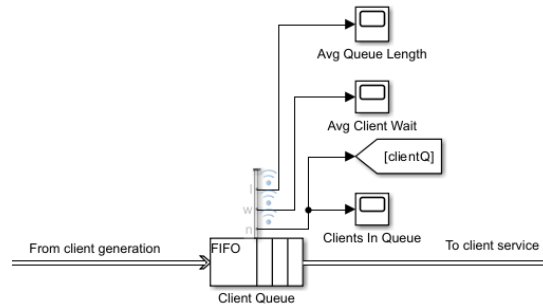 Avg Queue Length
Avg Client Wait
[clientQ]
l
w
n
Clients In Queue
From client generation
FIFO
To client service
Client Queue